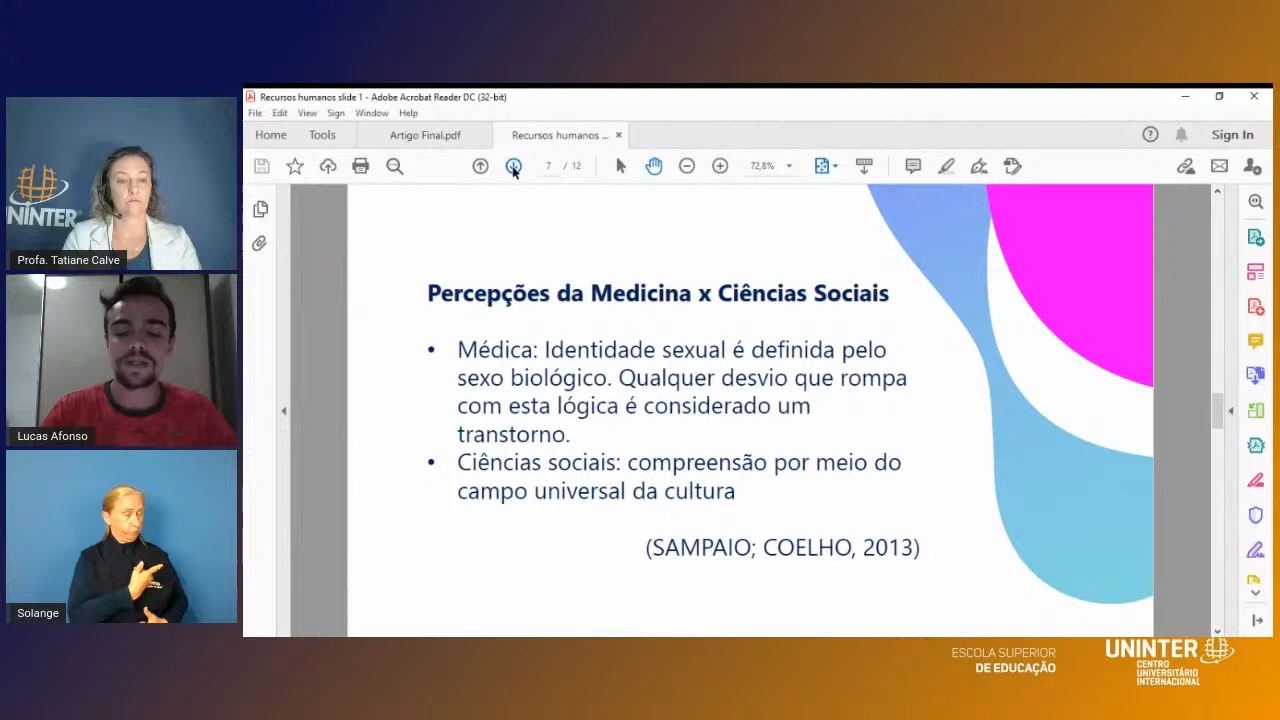 UNINTER
Profa. Tatiane Calve
Lucas Afonso
Solange
Recursos humanos slide 1 - Adobe Acrobat Reader DC (32-bit)
File Edit View Sign Window Help
Home Tools Artigo Final.pdf Recursos humanos ... × Sign In
7 / 12 72,8%
Percepções da Medicina x Ciências Sociais
• Médica: Identidade sexual é definida pelo
sexo biológico. Qualquer desvio que rompa
com esta lógica é considerado um
transtorno.
• Ciências sociais: compreensão por meio do
campo universal da cultura
(SAMPAIO; COELHO, 2013)
ESCOLA SUPERIOR
DE EDUCAÇÃO
UNINTER
CENTRO
UNIVERSITÁRIO
INTERNACIONAL